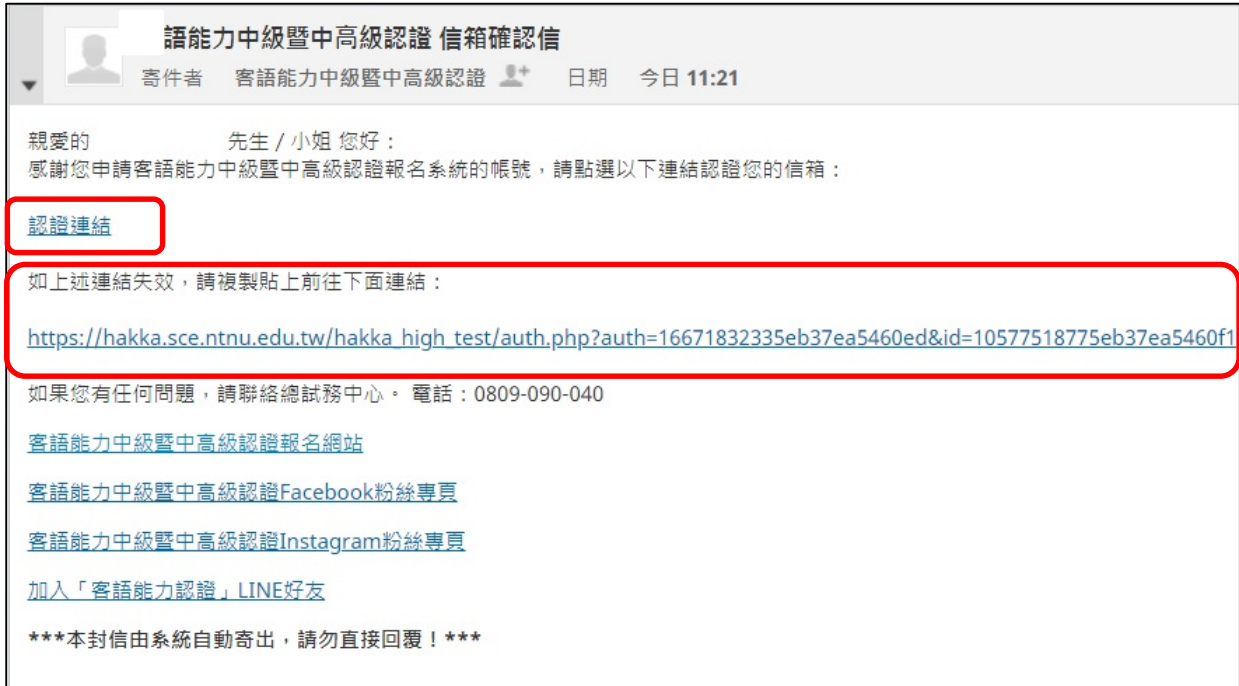 語能力中級暨中高級認證 信箱確認信
寄件者 客語能力中級暨中高級認證 日期 今日 11:21
親愛的 先生 / 小姐 您好：
感謝您申請客語能力中級暨中高級認證報名系統的帳號，請點選以下連結認證您的信箱：
認證連結
如上述連結失效，請複製貼上前往下面連結：
https://hakka.sce.ntnu.edu.tw/hakka_high_test/auth.php?auth=16671832335eb37ea5460ed&id=10577518775eb37ea5460f1
如果您有任何問題，請聯絡總試務中心。 電話：0809-090-040
客語能力中級暨中高級認證報名網站
客語能力中級暨中高級認證Facebook粉絲專頁
客語能力中級暨中高級認證Instagram粉絲專頁
加入「客語能力認證」LINE好友
***本封信由系統自動寄出，請勿直接回覆！***